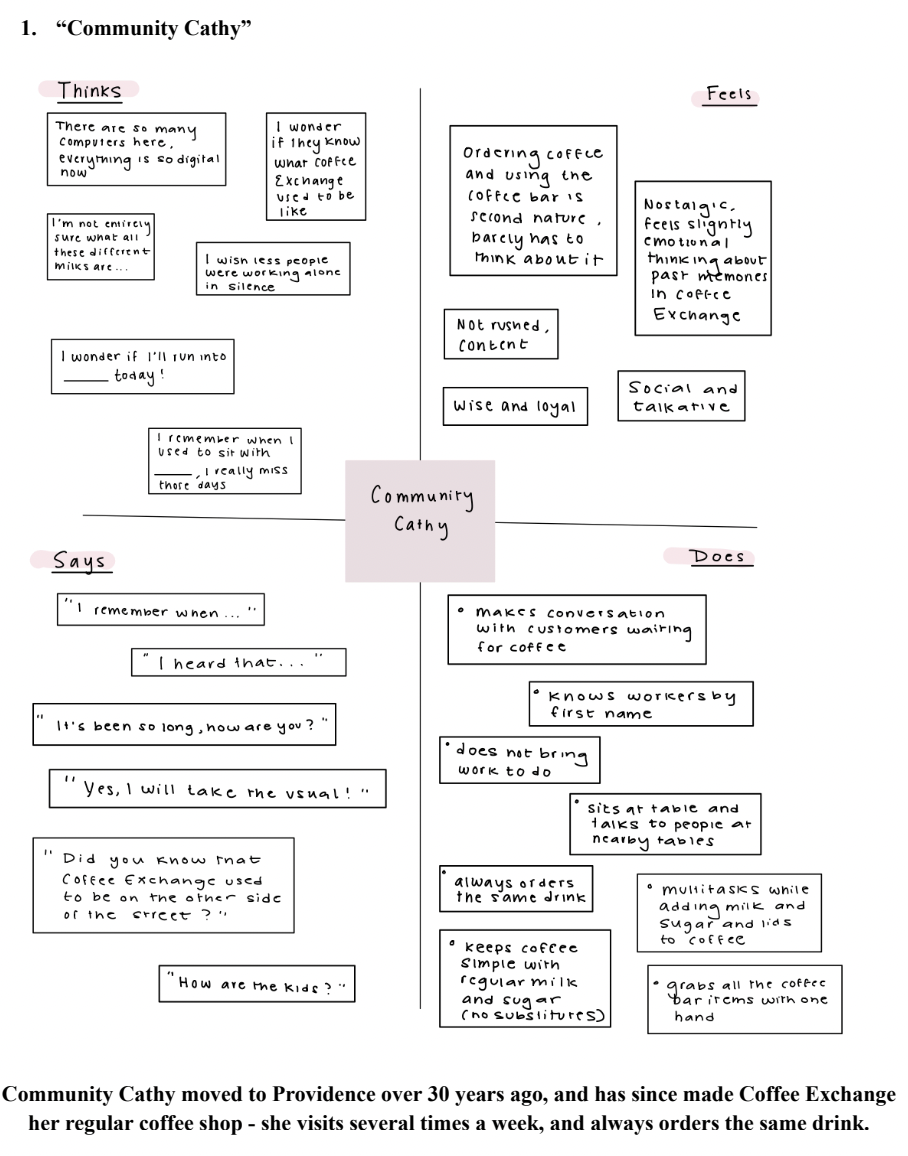 1. “Community Cathy”
Thinks
There are so many
computers here,
everything is so digital
now
I wonder
if they know
what coffee
Exchange
used to be
like
I'm not entirely
sure what all
these different
milks are...
I wish less people
were working alone
in silence
I wonder if I'll run into
_____ today!
I remember when I
used to sit with
_____, I really miss
those days
Feels
Ordering coffee
and using the
coffee bar is
second nature,
barely has to
think about it
Nostalgic,
feels slightly
emotional
thinking about
past memories
in coffee
Exchange
Not rushed,
content
Wise and loyal
Social and
talkative
Community
Cathy
Says
"I remember when..."
"I heard that..."
"It's been so long, how are you?"
"Yes, I will take the usual!"
"Did you know that
Coffee Exchange used
to be on the other side
of the street?"
"How are the kids?"
Does
• makes conversation
with customers waiting
for coffee
• knows workers by
first name
• does not bring
work to do
• sits at table and
talks to people at
nearby tables
• always orders
the same drink
• multitasks while
adding milk and
sugar and lids
to coffee
• keeps coffee
simple with
regular milk
and sugar
(no substitutes)
• grabs all the coffee
bar items with one
hand
Community Cathy moved to Providence over 30 years ago, and has since made Coffee Exchange
her regular coffee shop - she visits several times a week, and always orders the same drink.